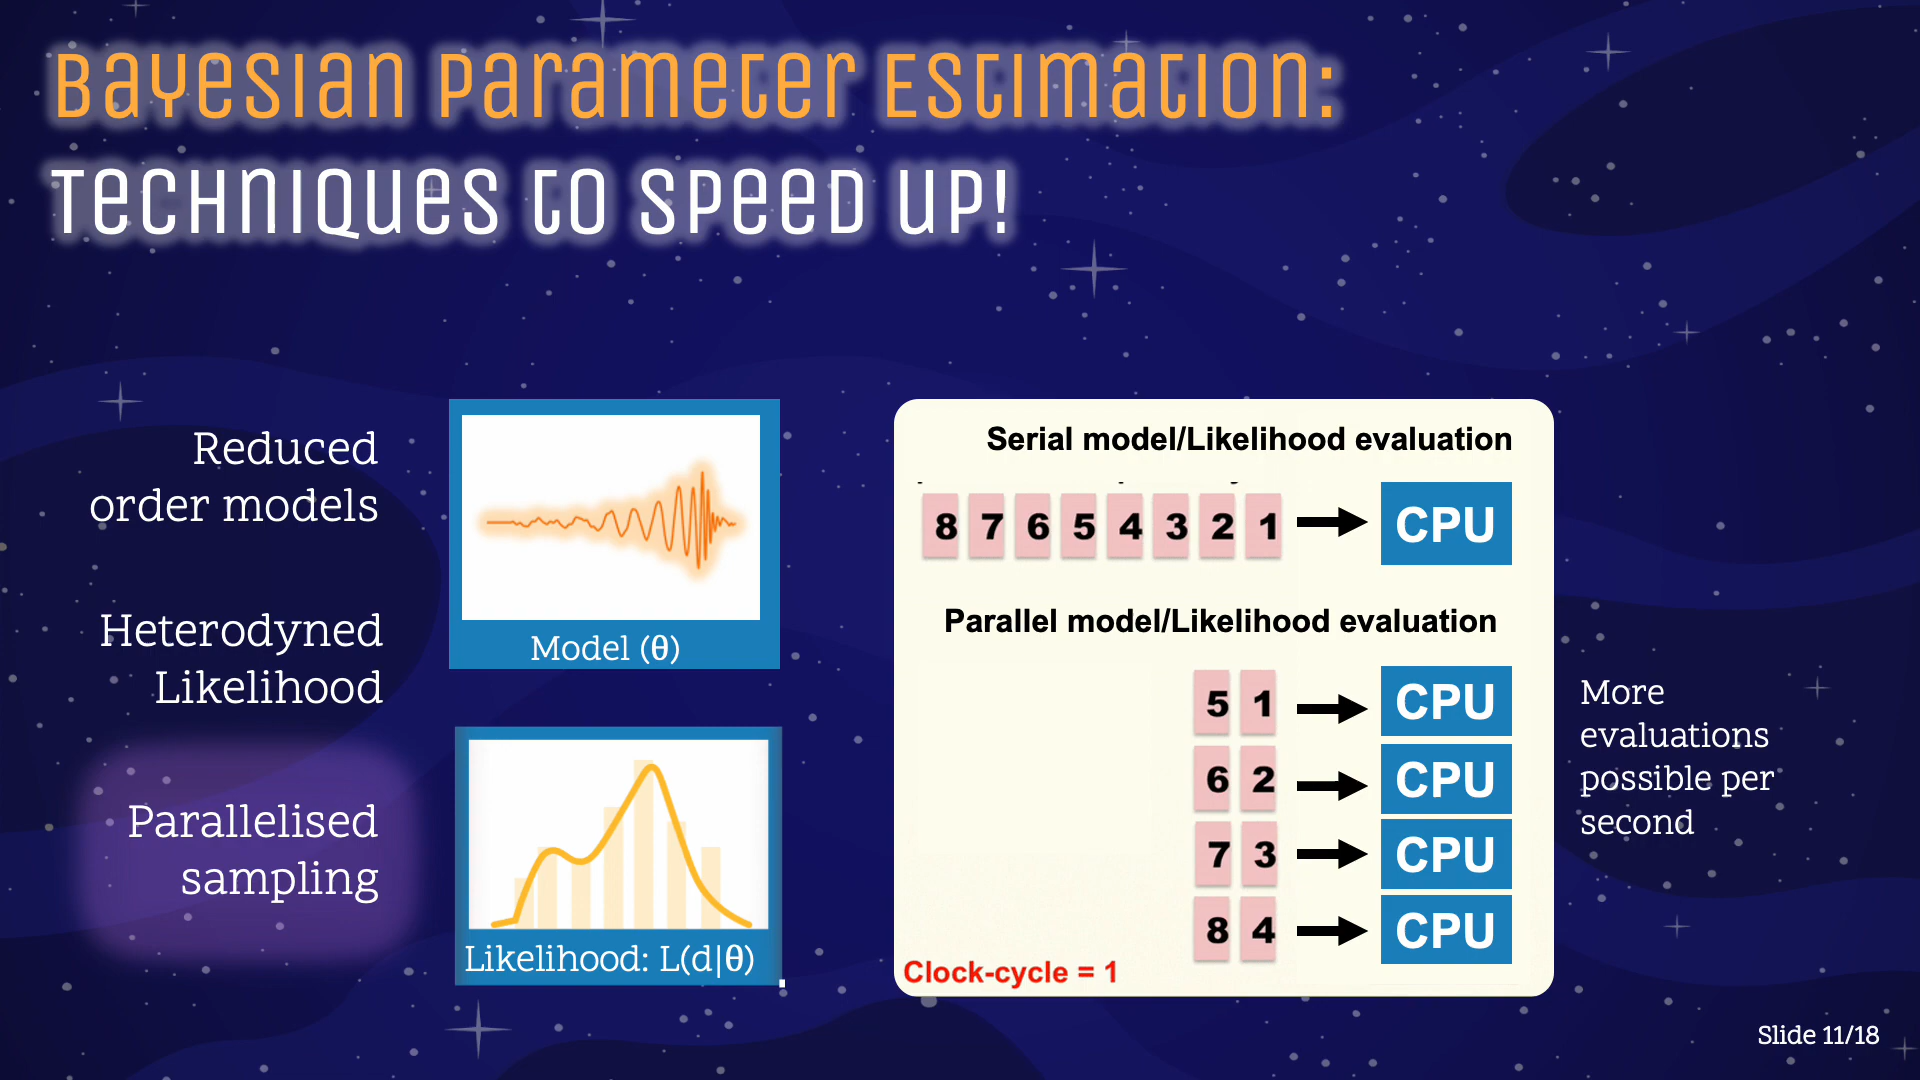 Bayesian Parameter Estimation:
Techniques to speed up!
Reduced
order models
Heterodyned
Likelihood
Parallelised
sampling
Model (θ)
Likelihood: L(d|θ)
Serial model/Likelihood evaluation
8 7 6 5 4 3 2 1 CPU
Parallel model/Likelihood evaluation
5 1 CPU
6 2 CPU
7 3 CPU
8 4 CPU
Clock-cycle = 1
More
evaluations
possible per
second
Slide 11/18